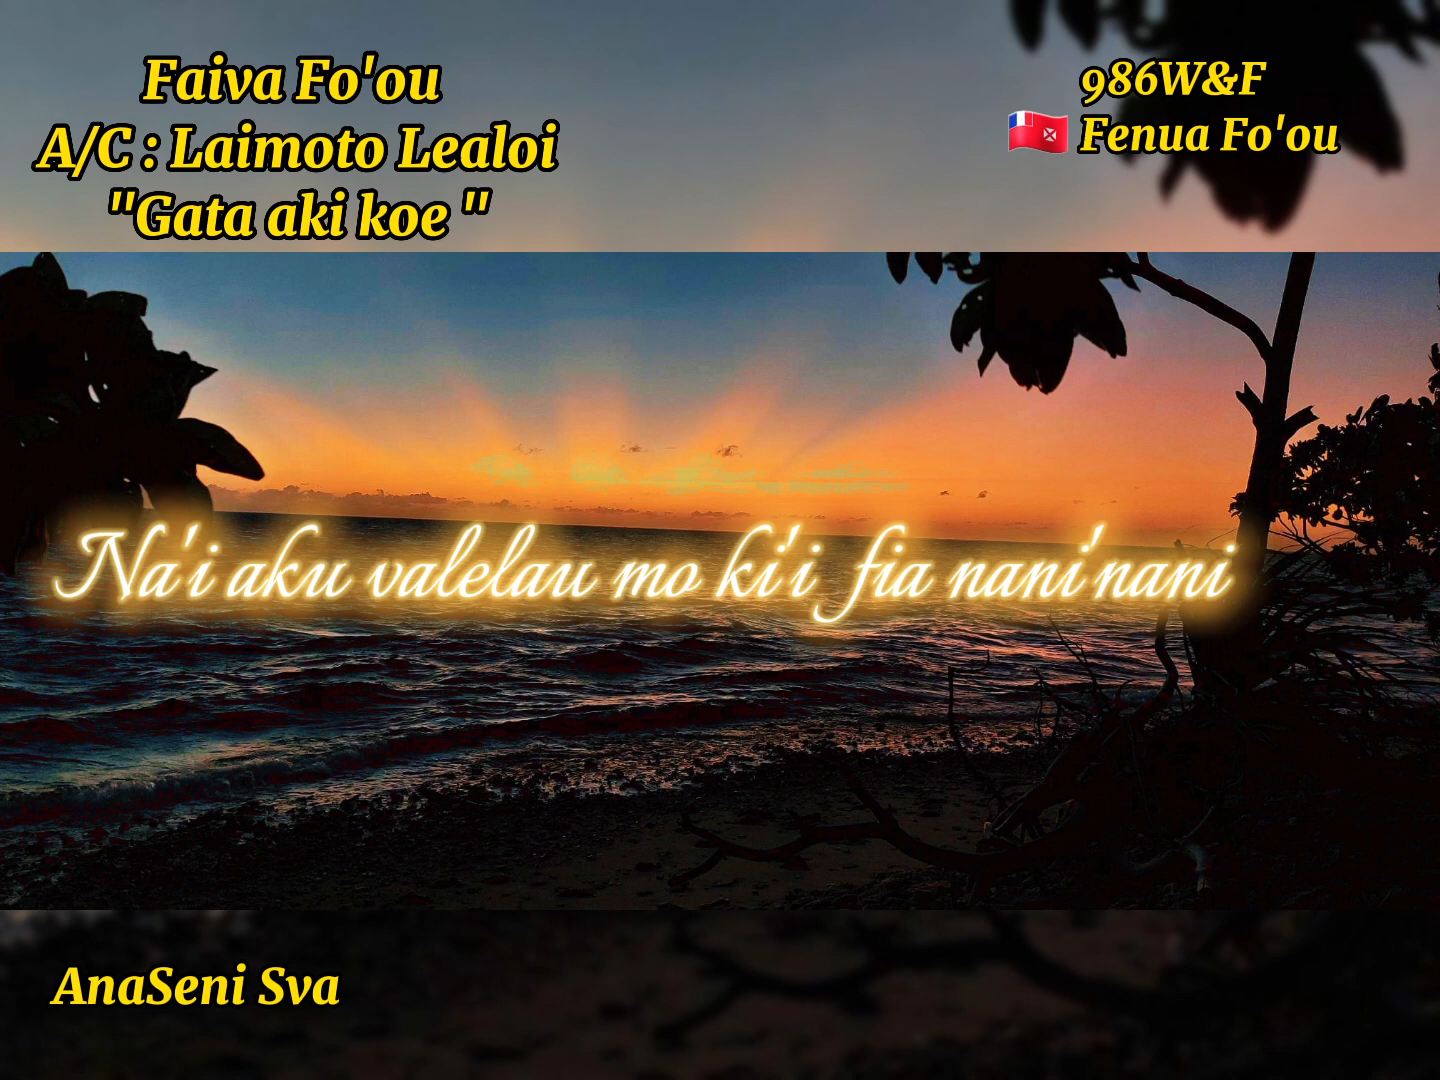 Faiva Fo'ou
A/C : Laimoto Lealoi
"Gata aki koe "
986W&F
🇼🇫 Fenua Fo'ou
Na'i aku valelau mo ki'i fia nani'nani
AnaSeni Sva